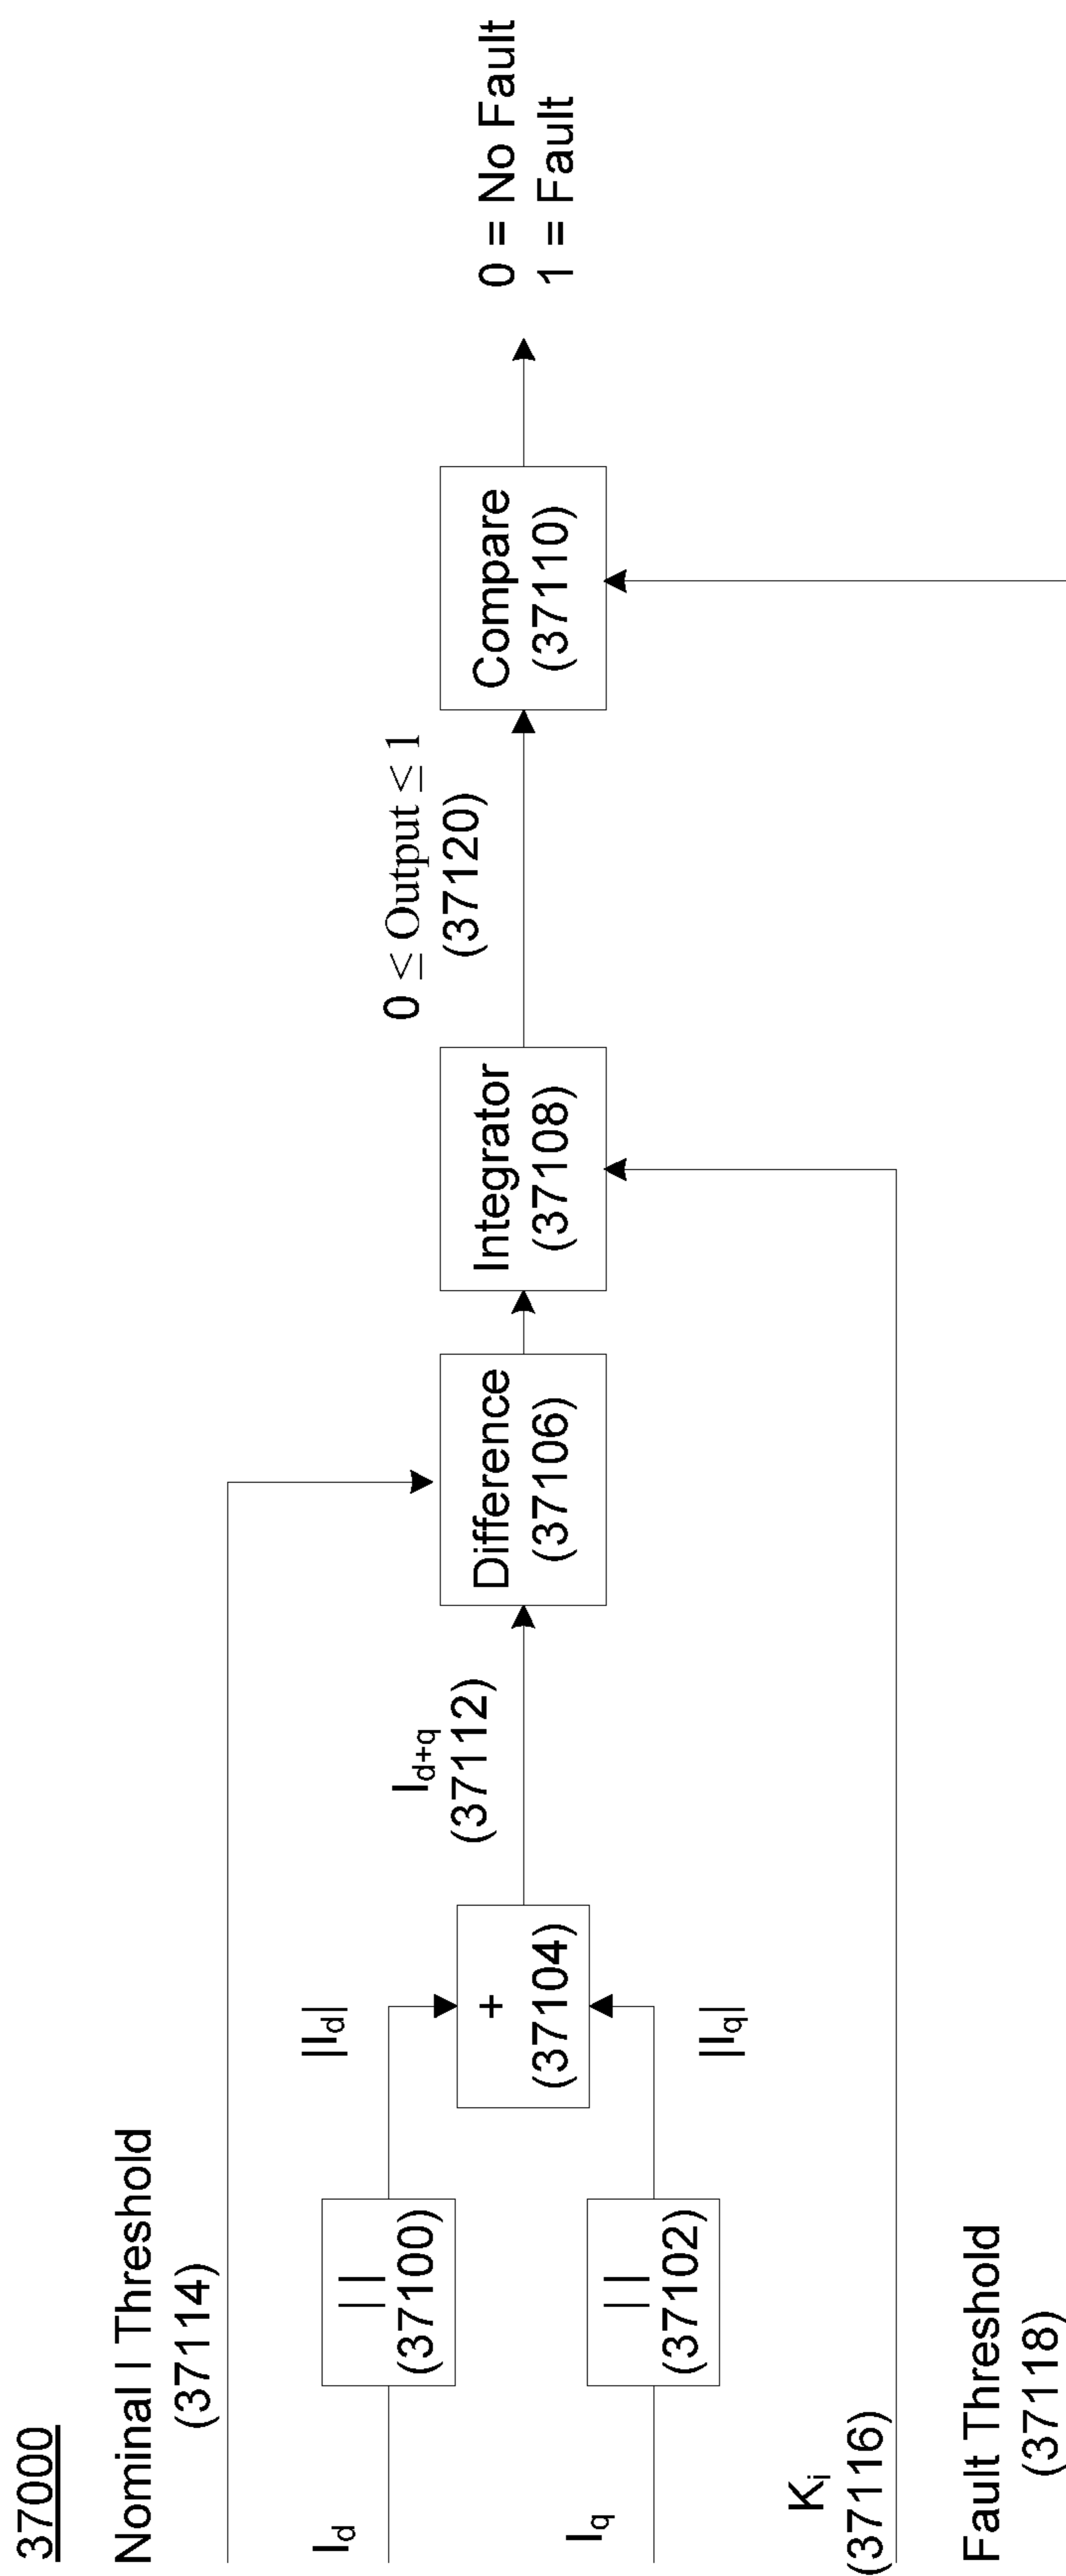 37000
Nominal I Threshold
(37114)
I_d
| |
(37100)
|I_d|
I_q
| |
(37102)
|I_q|
+
(37104)
I_d+q
(37112)
Difference
(37106)
Integrator
(37108)
0 ≤ Output ≤ 1
(37120)
Compare
(37110)
0 = No Fault
1 = Fault
K_i
(37116)
Fault Threshold
(37118)